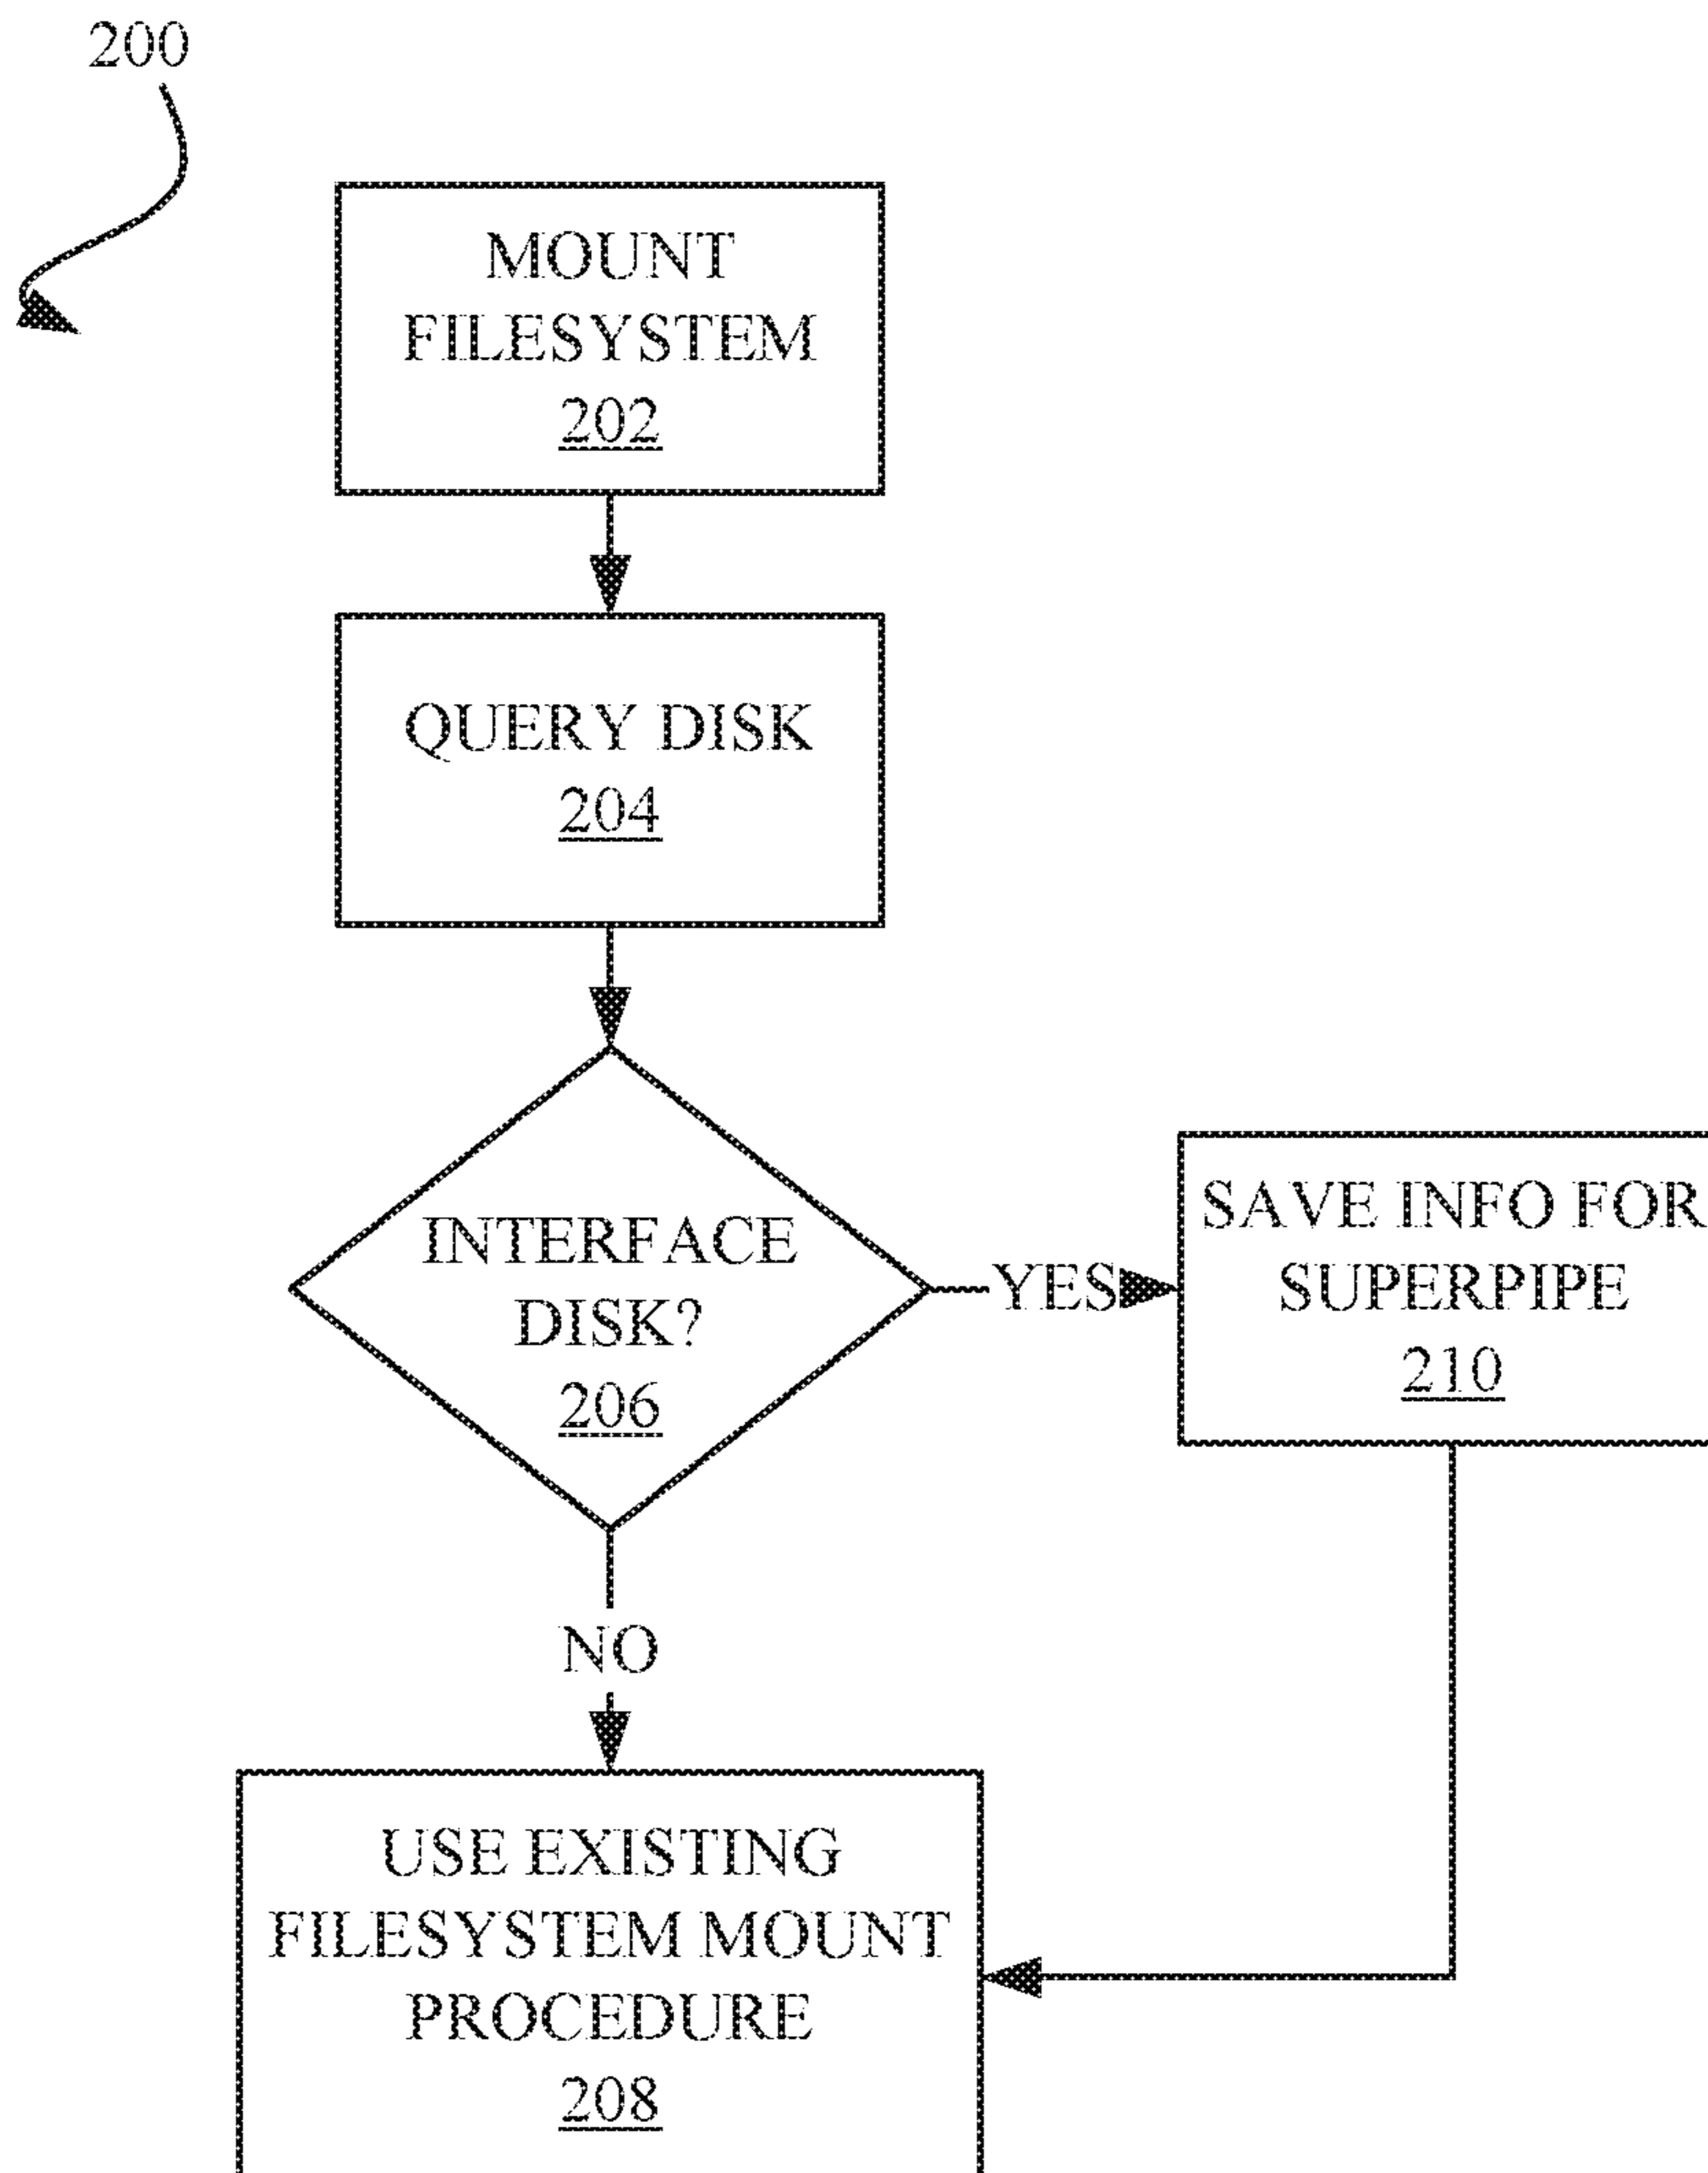 200
MOUNT
FILESYSTEM
202
QUERY DISK
204
INTERFACE
DISK?
206
YES
SAVE INFO FOR
SUPERPIPE
210
NO
USE EXISTING
FILESYSTEM MOUNT
PROCEDURE
208